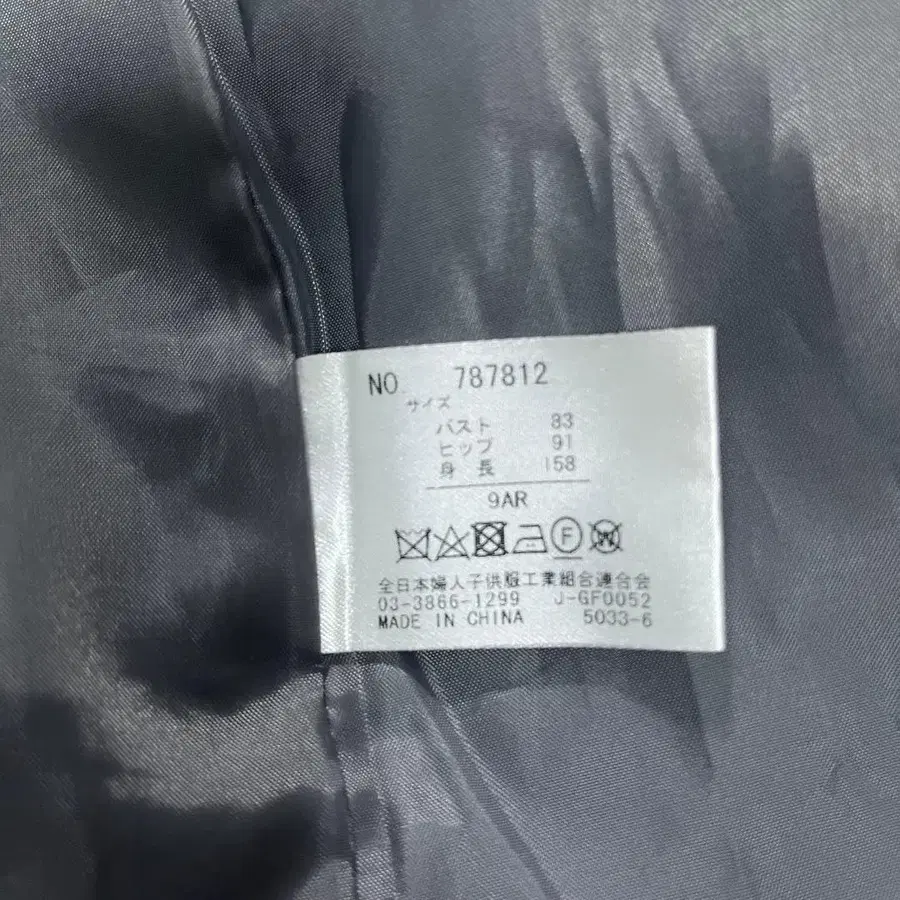 NO. 787812
サイズ
バスト 83
ヒップ 91
身 長 158
9AR
F W
全日本婦人子供服工業組合連合会
03-3866-1299 J-GF0052
MADE IN CHINA 5033-6